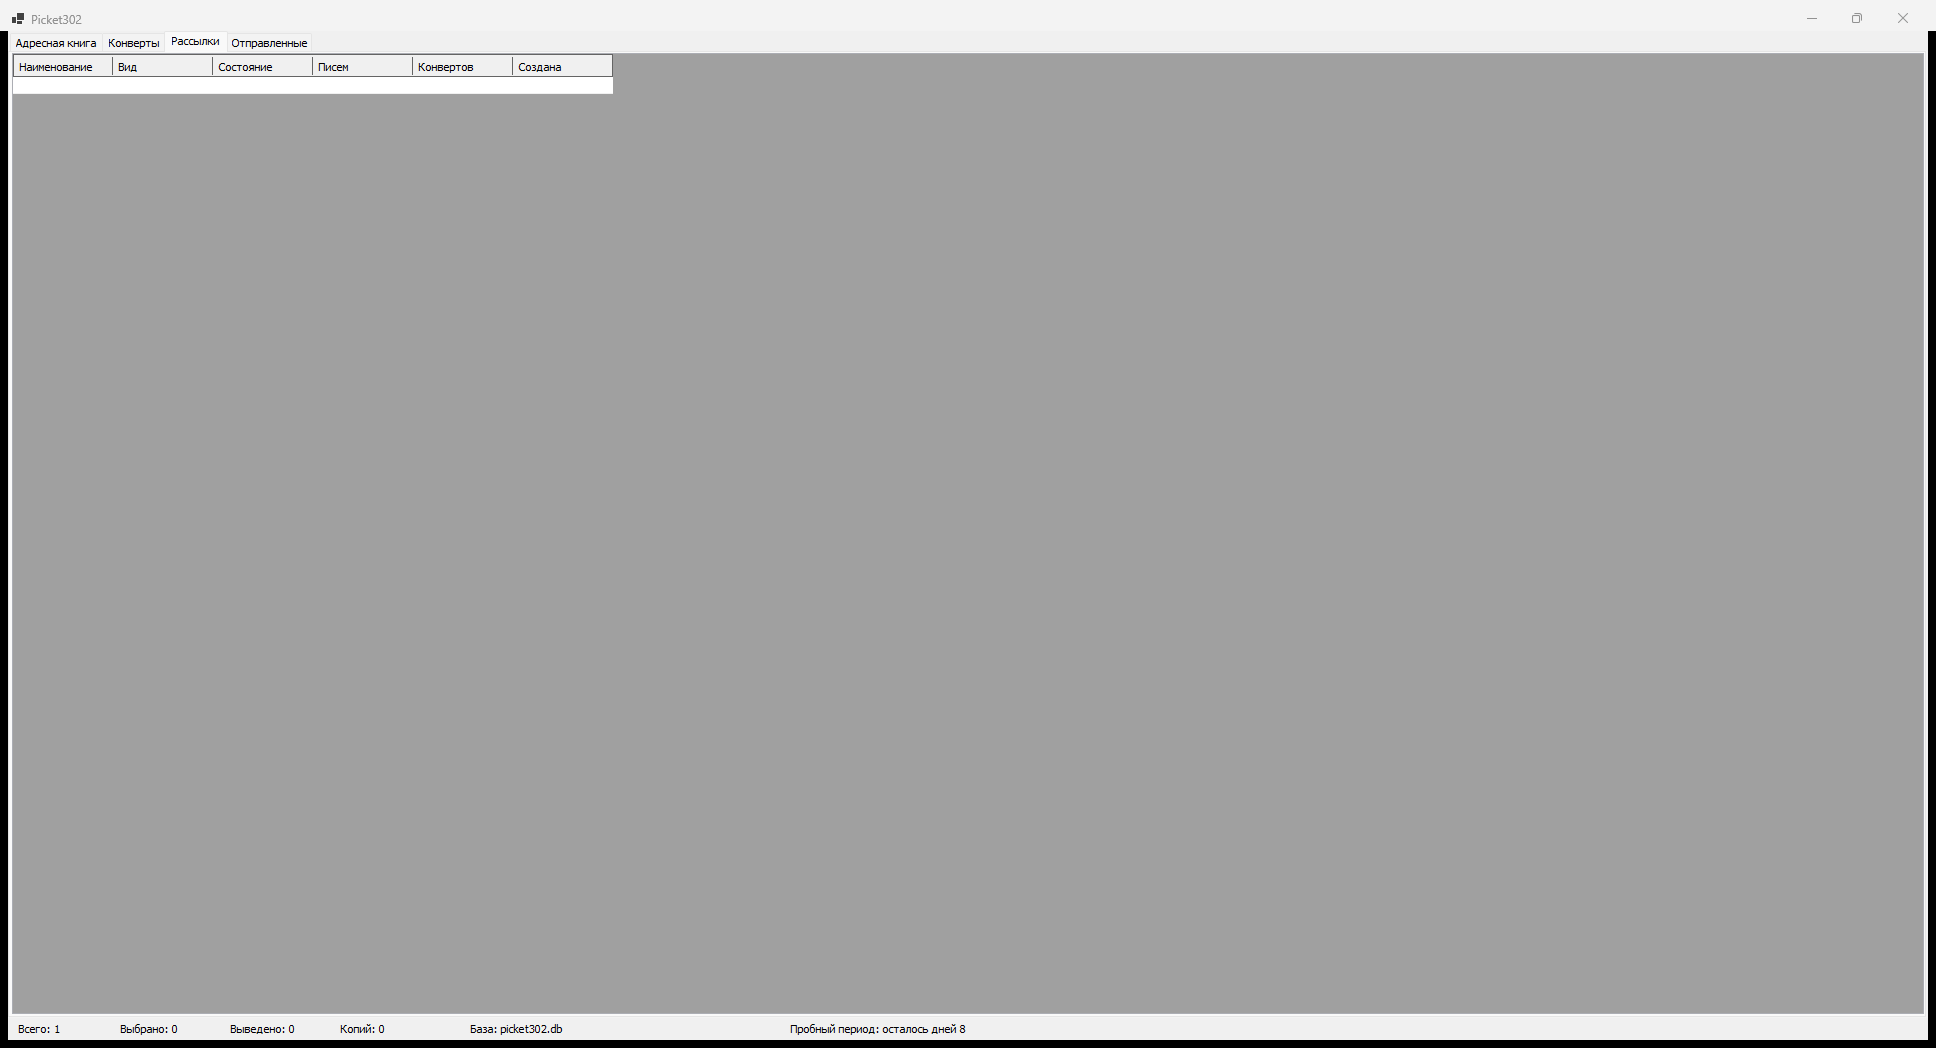 Picket302
Адресная книга Конверты Рассылки Отправленные
Наименование Вид Состояние Писем Конвертов Создана
Всего: 1 Выбрано: 0 Выведено: 0 Копий: 0 База: picket302.db Пробный период: осталось дней 8